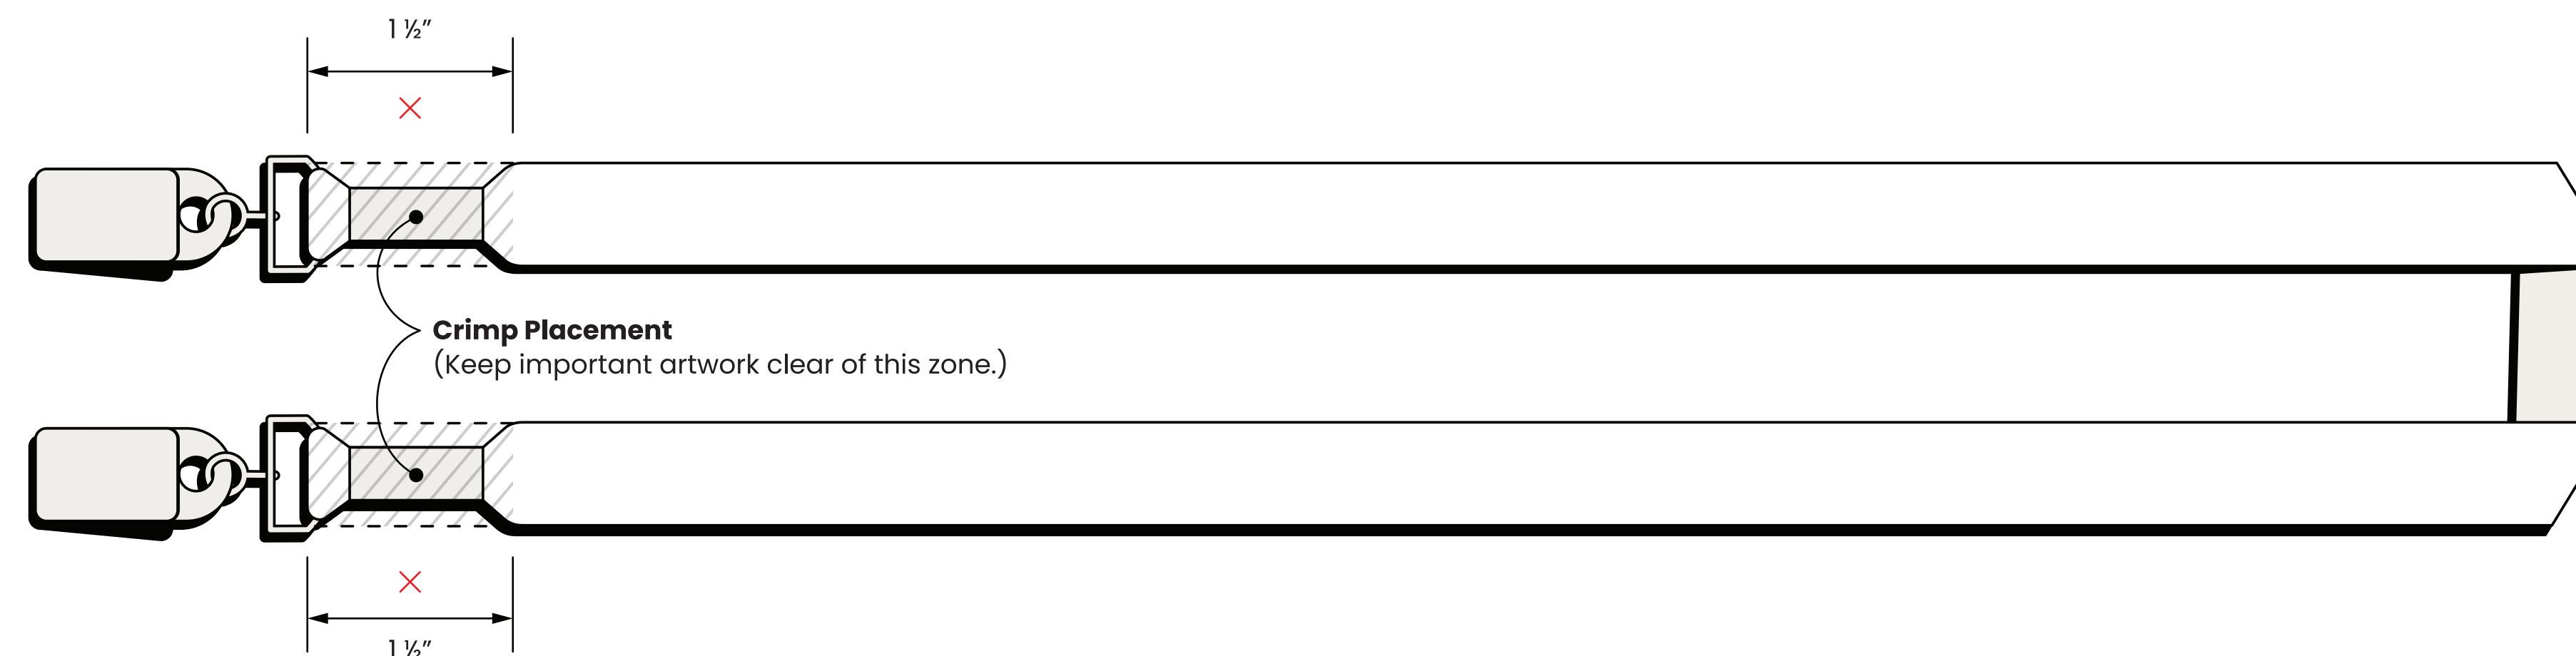 1 ½"
Crimp Placement
(Keep important artwork clear of this zone.)
1 ½"